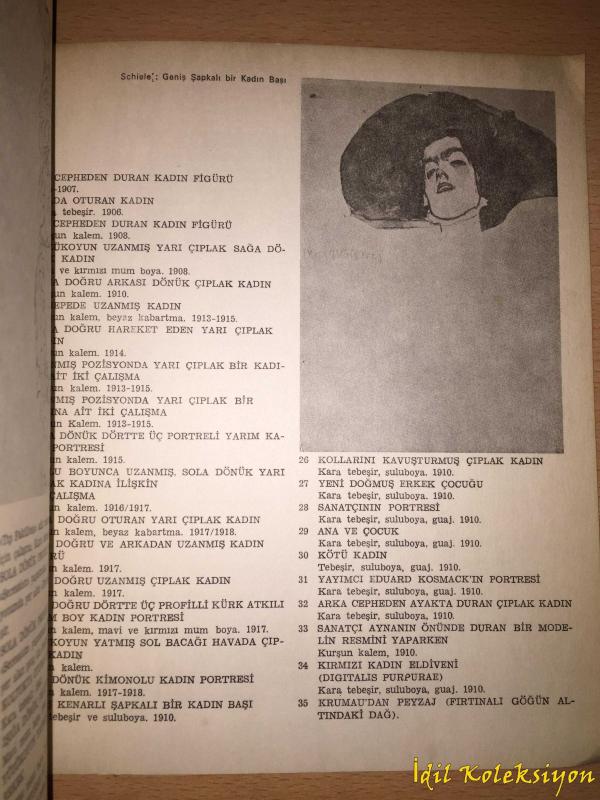 Schiele: Geniş Şapkalı bir Kadın Başı
CEPHEDEN DURAN KADIN FİGÜRÜ
-1907.
DA OTURAN KADIN
tebeşir. 1906.
CEPHEDEN DURAN KADIN FİGÜRÜ
un kalem. 1908.
ÜKOYUN UZANMIŞ YARI ÇIPLAK SAĞA DÖ-
KADIN
ve kırmızı mum boya. 1908.
A DOĞRU ARKASI DÖNÜK ÇIPLAK KADIN
un kalem. 1910.
EPEDE UZANMIŞ KADIN
un kalem, beyaz kabartma. 1913-1915.
A DOĞRU HAREKET EDEN YARI ÇIPLAK
IN
un kalem. 1914.
NMIŞ POZİSYONDA YARI ÇIPLAK BİR KADI-
AİT İKİ ÇALIŞMA
un kalem. 1913-1915.
NMIŞ POZİSYONDA YARI ÇIPLAK BİR
INA AİT İKİ ÇALIŞMA
un Kalem. 1913-1915.
A DÖNÜK DÖRTTE ÜÇ PORTRELİ YARIM KA-
PORTRESİ
un kalem. 1915.
U BOYUNCA UZANMIŞ, SOLA DÖNÜK YARI
AK KADINA İLİŞKİN
ÇALIŞMA
n kalem. 1916/1917.
DOĞRU OTURAN YARI ÇIPLAK KADIN
n kalem, beyaz kabartma. 1917/1918.
DOĞRU VE ARKADAN UZANMIŞ KADIN
RÜ
n kalem. 1917.
DOĞRU UZANMIŞ ÇIPLAK KADIN
n kalem. 1917.
DOĞRU DÖRTTE ÜÇ PROFİLLİ KÜRK ATKILI
M BOY KADIN PORTRESİ
n kalem, mavi ve kırmızı mum boya. 1917.
KOYUN YATMIŞ SOL BACAĞI HAVADA ÇIP-
KADIN
n kalem.
DÖNÜK KİMONOLU KADIN PORTRESİ
n kalem. 1917-1918.
KENARLI ŞAPKALI BİR KADIN BAŞI
tebeşir ve suluboya. 1910.
26 KOLLARINI KAVUŞTURMUŞ ÇIPLAK KADIN
Kara tebeşir, suluboya. 1910.
27 YENİ DOĞMUŞ ERKEK ÇOCUĞU
Kara tebeşir, suluboya. 1910.
28 SANATÇININ PORTRESİ
Kara tebeşir, suluboya, guaj. 1910.
29 ANA VE ÇOCUK
Kara tebeşir, suluboya, guaj. 1910.
30 KÖTÜ KADIN
Tebeşir, suluboya, guaj, 1910.
31 YAYIMCI EDUARD KOSMACK'IN PORTRESİ
Kara tebeşir, suluboya, guaj, 1910.
32 ARKA CEPHEDEN AYAKTA DURAN ÇIPLAK KADIN
Kara tebeşir, suluboya, guaj. 1910.
33 SANATÇI AYNANIN ÖNÜNDE DURAN BİR MODE-
LİN RESMİNİ YAPARKEN
Kurşun kalem, 1910.
34 KIRMIZI KADIN ELDİVENİ
(DIGITALIS PURPURAE)
Kara tebeşir, suluboya, guaj. 1910.
35 KRUMAU'DAN PEYZAJ (FIRTINALI GÖĞÜN AL-
TINDAKİ DAĞ).
İdil Koleksiyon